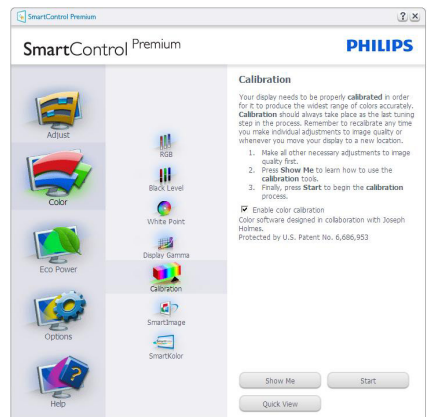 SmartControl Premium
SmartControl Premium
PHILIPS
Adjust
Color
Eco Power
Options
Help
RGB
Black Level
White Point
Display Gamma
Calibration
SmartImage
SmartKolor
Calibration
Your display needs to be properly calibrated in order
for it to produce the widest range of colors accurately.
Calibration should always take place as the last tuning
step in the process. Remember to recalibrate any time
you make individual adjustments to image quality or
whenever you move your display to a new location.
1. Make all other necessary adjustments to image
quality first.
2. Press Show Me to learn how to use the
calibration tools.
3. Finally, press Start to begin the calibration
process.
Enable color calibration
Color software designed in collaboration with Joseph
Holmes.
Protected by U.S. Patent No. 6,686,953
Show Me
Start
Quick View